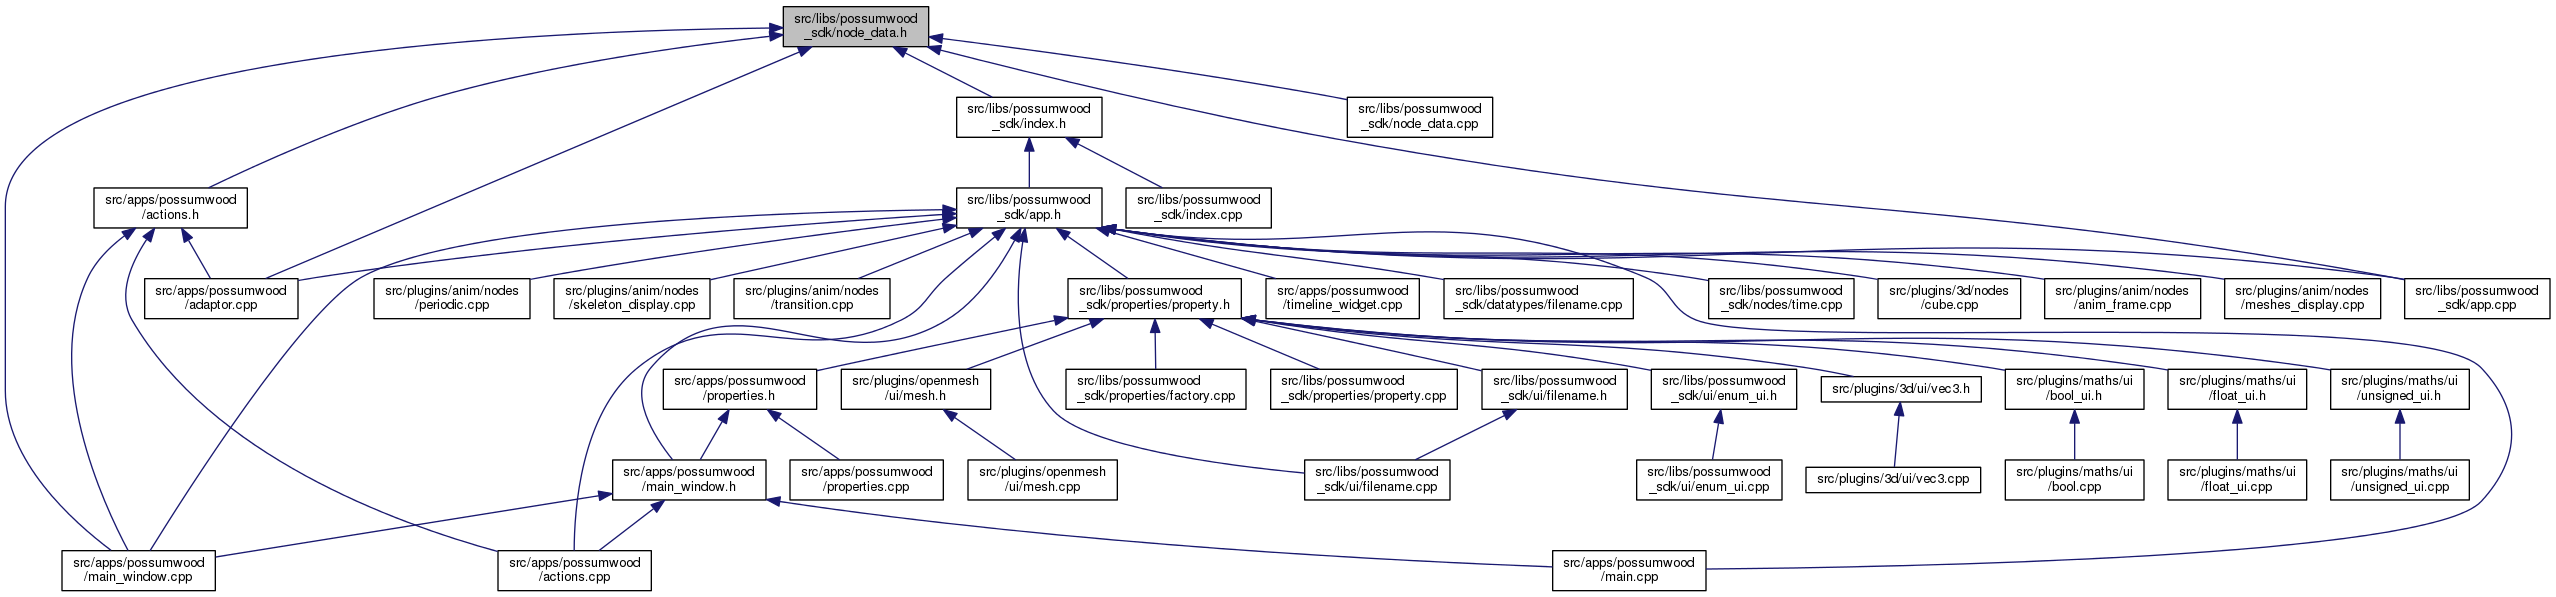 src/libs/possumwood
_sdk/node_data.h
src/libs/possumwood
_sdk/index.h
src/libs/possumwood
_sdk/node_data.cpp
src/apps/possumwood
/actions.h
src/libs/possumwood
_sdk/app.h
src/libs/possumwood
_sdk/index.cpp
src/apps/possumwood
/adaptor.cpp
src/plugins/anim/nodes
/periodic.cpp
src/plugins/anim/nodes
/skeleton_display.cpp
src/plugins/anim/nodes
/transition.cpp
src/libs/possumwood
_sdk/properties/property.h
src/apps/possumwood
/timeline_widget.cpp
src/libs/possumwood
_sdk/datatypes/filename.cpp
src/libs/possumwood
_sdk/nodes/time.cpp
src/plugins/3d/nodes
/cube.cpp
src/plugins/anim/nodes
/anim_frame.cpp
src/plugins/anim/nodes
/meshes_display.cpp
src/libs/possumwood
_sdk/app.cpp
src/apps/possumwood
/properties.h
src/plugins/openmesh
/ui/mesh.h
src/libs/possumwood
_sdk/properties/factory.cpp
src/libs/possumwood
_sdk/properties/property.cpp
src/libs/possumwood
_sdk/ui/filename.h
src/libs/possumwood
_sdk/ui/enum_ui.h
src/plugins/3d/ui/vec3.h
src/plugins/maths/ui
/bool_ui.h
src/plugins/maths/ui
/float_ui.h
src/plugins/maths/ui
/unsigned_ui.h
src/apps/possumwood
/main_window.h
src/apps/possumwood
/properties.cpp
src/plugins/openmesh
/ui/mesh.cpp
src/libs/possumwood
_sdk/ui/filename.cpp
src/libs/possumwood
_sdk/ui/enum_ui.cpp
src/plugins/3d/ui/vec3.cpp
src/plugins/maths/ui
/bool.cpp
src/plugins/maths/ui
/float_ui.cpp
src/plugins/maths/ui
/unsigned_ui.cpp
src/apps/possumwood
/main_window.cpp
src/apps/possumwood
/actions.cpp
src/apps/possumwood
/main.cpp